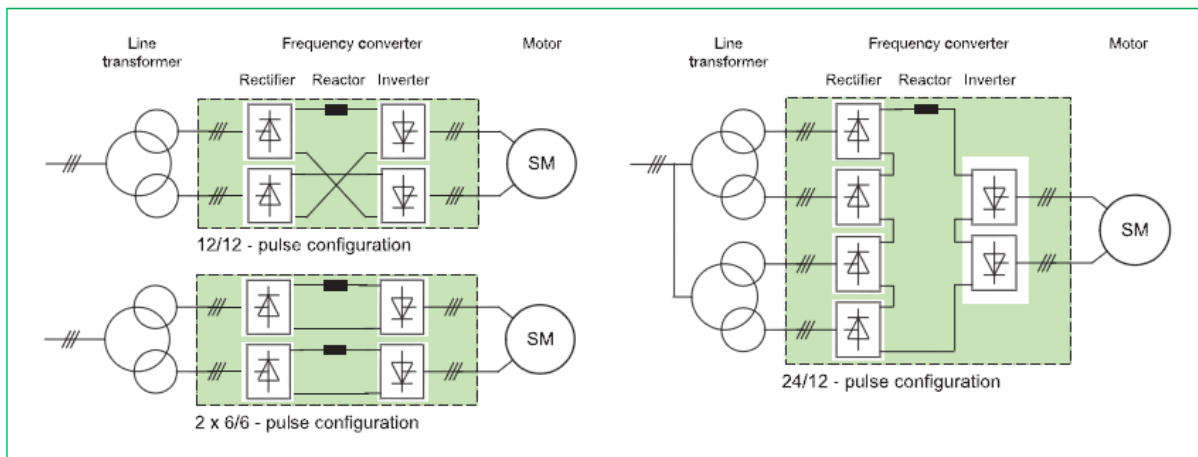 Line
transformer
Frequency converter
Motor
Rectifier Reactor Inverter
SM
12/12 - pulse configuration
SM
2 x 6/6 - pulse configuration
Line
transformer
Frequency converter
Motor
Rectifier Reactor Inverter
SM
24/12 - pulse configuration